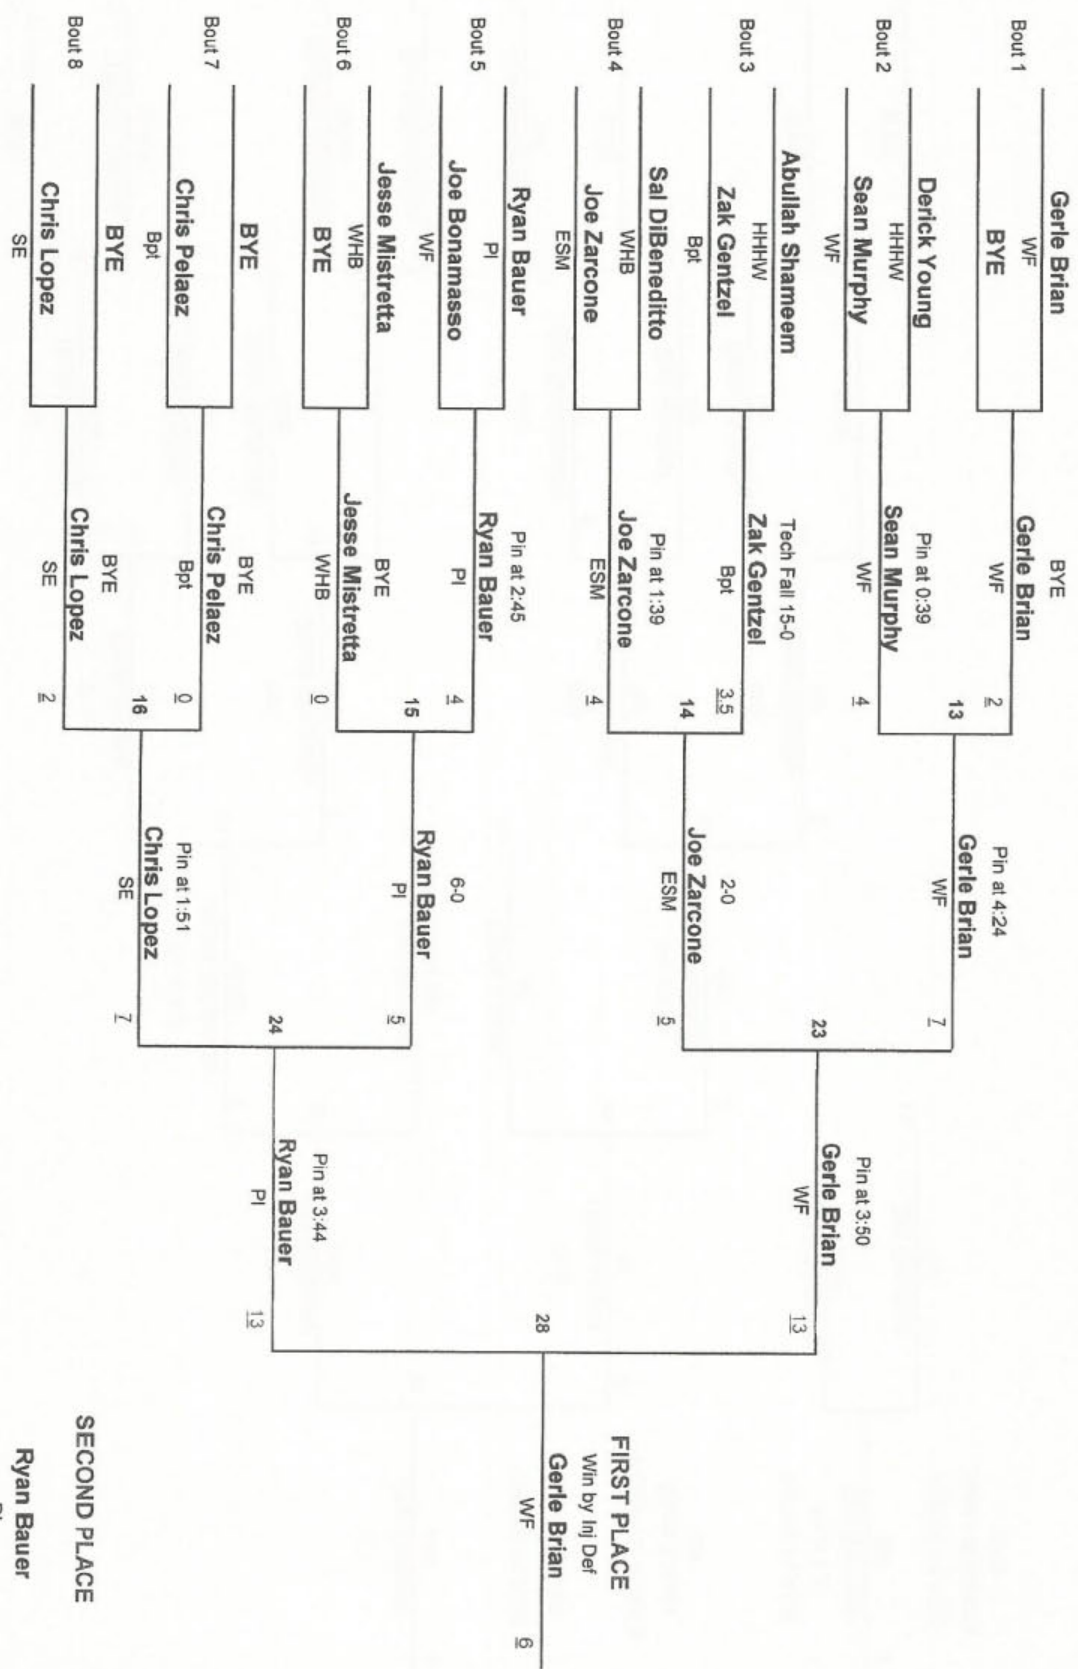 Bout 1
Gerle Brian
WF
BYE
Bout 2
Derick Young
HHHW
Sean Murphy
WF
Bout 3
Abullah Shameem
HHHW
Zak Gentzel
Bpt
Bout 4
Sal DiBeneditto
WHB
Joe Zarcone
ESM
Bout 5
Ryan Bauer
PI
Joe Bonamasso
WF
Bout 6
Jesse Mistretta
WHB
BYE
Bout 7
BYE
Chris Pelaez
Bpt
Bout 8
BYE
Chris Lopez
SE
BYE
Gerle Brian
WF
2
13
Pin at 0:39
Sean Murphy
WF
4
Tech Fall 15-0
Zak Gentzel
Bpt
3.5
14
Pin at 1:39
Joe Zarcone
ESM
4
Pin at 2:45
Ryan Bauer
PI
4
15
BYE
Jesse Mistretta
WHB
0
BYE
Chris Pelaez
Bpt
0
16
BYE
Chris Lopez
SE
2
Pin at 4:24
Gerle Brian
WF
7
23
2-0
Joe Zarcone
ESM
5
6-0
Ryan Bauer
PI
5
24
Pin at 1:51
Chris Lopez
SE
7
Pin at 3:50
Gerle Brian
WF
13
28
Pin at 3:44
Ryan Bauer
PI
13
FIRST PLACE
Win by Inj Def
Gerle Brian
WF
6
SECOND PLACE
Ryan Bauer